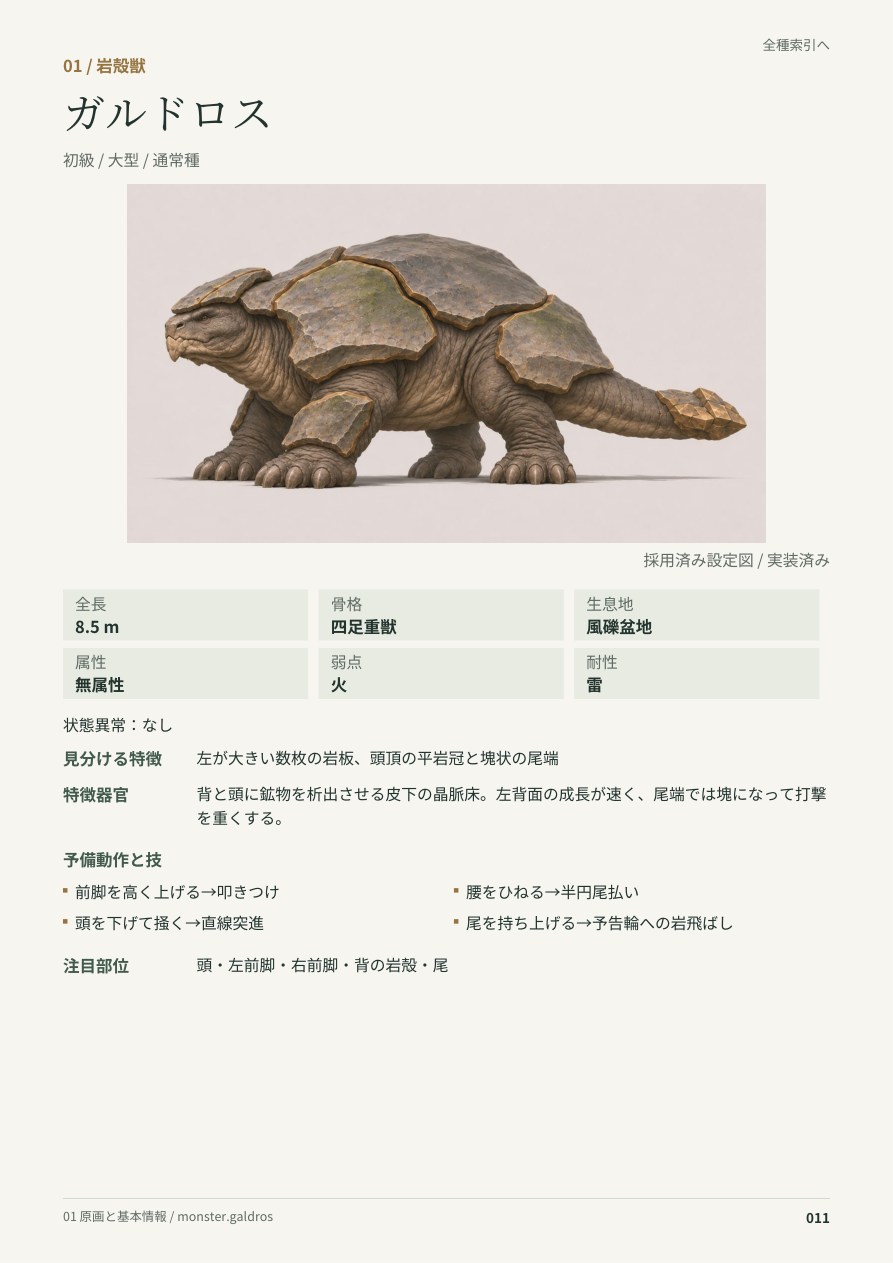 全種索引へ
01 / 岩殻獣
ガルドロス
初級 / 大型 / 通常種
採用済み設定図 / 実装済み
全長
8.5 m
骨格
四足重獣
生息地
風礫盆地
属性
無属性
弱点
火
耐性
雷
状態異常：なし
見分ける特徴 左が大きい数枚の岩板、頭頂の平岩冠と塊状の尾端
特徴器官 背と頭に鉱物を析出させる皮下の晶脈床。左背面の成長が速く、尾端では塊になって打撃
を重くする。
予備動作と技
前脚を高く上げる→叩きつけ
腰をひねる→半円尾払い
頭を下げて掻く→直線突進
尾を持ち上げる→予告輪への岩飛ばし
注目部位 頭・左前脚・右前脚・背の岩殻・尾
01 原画と基本情報 / monster.galdros
011